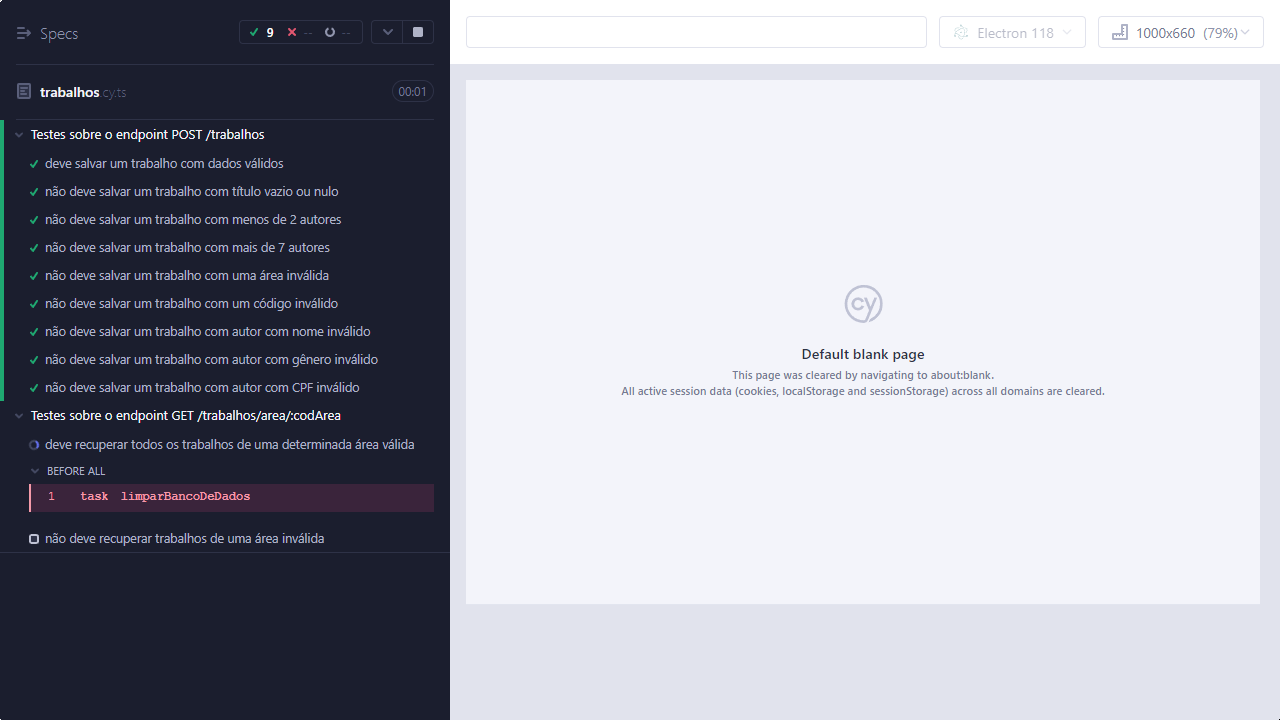 Specs
9 -- --
trabalhos cy.ts
00:01
Testes sobre o endpoint POST /trabalhos
deve salvar um trabalho com dados válidos
não deve salvar um trabalho com título vazio ou nulo
não deve salvar um trabalho com menos de 2 autores
não deve salvar um trabalho com mais de 7 autores
não deve salvar um trabalho com uma área inválida
não deve salvar um trabalho com um código inválido
não deve salvar um trabalho com autor com nome inválido
não deve salvar um trabalho com autor com gênero inválido
não deve salvar um trabalho com autor com CPF inválido
Testes sobre o endpoint GET /trabalhos/area/:codArea
deve recuperar todos os trabalhos de uma determinada área válida
BEFORE ALL
1 task limparBancoDeDados
não deve recuperar trabalhos de uma área inválida
Electron 118
1000x660 (79%)
cy
Default blank page
This page was cleared by navigating to about:blank.
All active session data (cookies, localStorage and sessionStorage) across all domains are cleared.